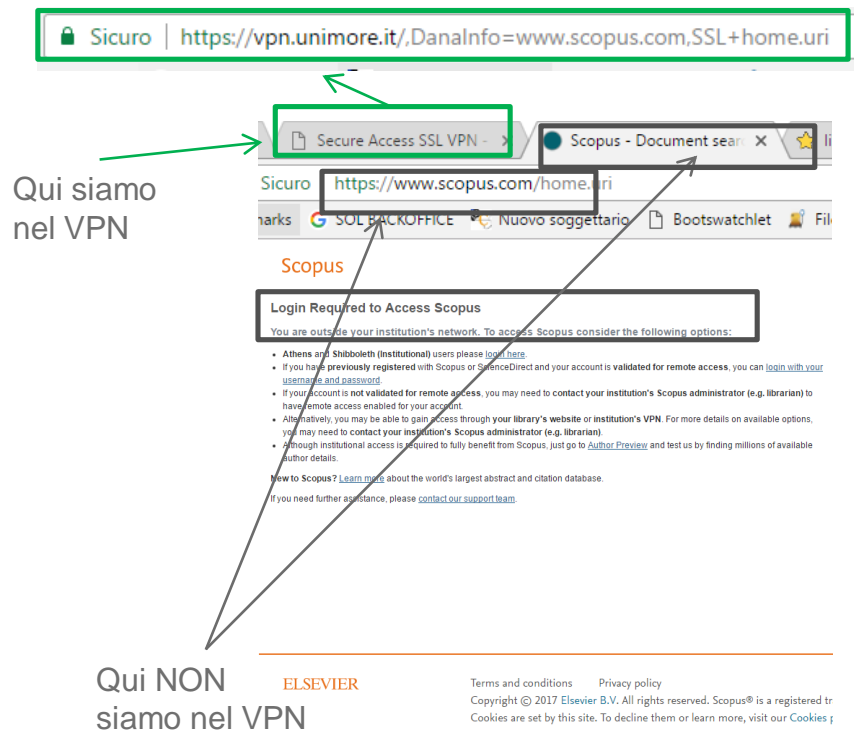 Sicuro | https://vpn.unimore.it/,DanaInfo=www.scopus.com,SSL+home.uri
Secure Access SSL VPN - × Scopus - Document sear × li
Qui siamo
nel VPN
Sicuro https://www.scopus.com/home.uri
marks SOL BACKOFFICE Nuovo soggettario Bootswatchlet Fil
Scopus
Login Required to Access Scopus
You are outside your institution's network. To access Scopus consider the following options:
• Athens and Shibboleth (Institutional) users please login here.
• If you have previously registered with Scopus or ScienceDirect and your account is validated for remote access, you can login with your
username and password.
• If your account is not validated for remote access, you may need to contact your institution's Scopus administrator (e.g. librarian) to
have remote access enabled for your account.
• Alternatively, you may be able to gain access through your library's website or institution's VPN. For more details on available options,
you may need to contact your institution's Scopus administrator (e.g. librarian).
• Although institutional access is required to fully benefit from Scopus, just go to Author Preview and test us by finding millions of available
author details.
New to Scopus? Learn more about the world's largest abstract and citation database.
If you need further assistance, please contact our support team.
Qui NON
siamo nel VPN
ELSEVIER
Terms and conditions Privacy policy
Copyright © 2017 Elsevier B.V. All rights reserved. Scopus® is a registered tr
Cookies are set by this site. To decline them or learn more, visit our Cookies p